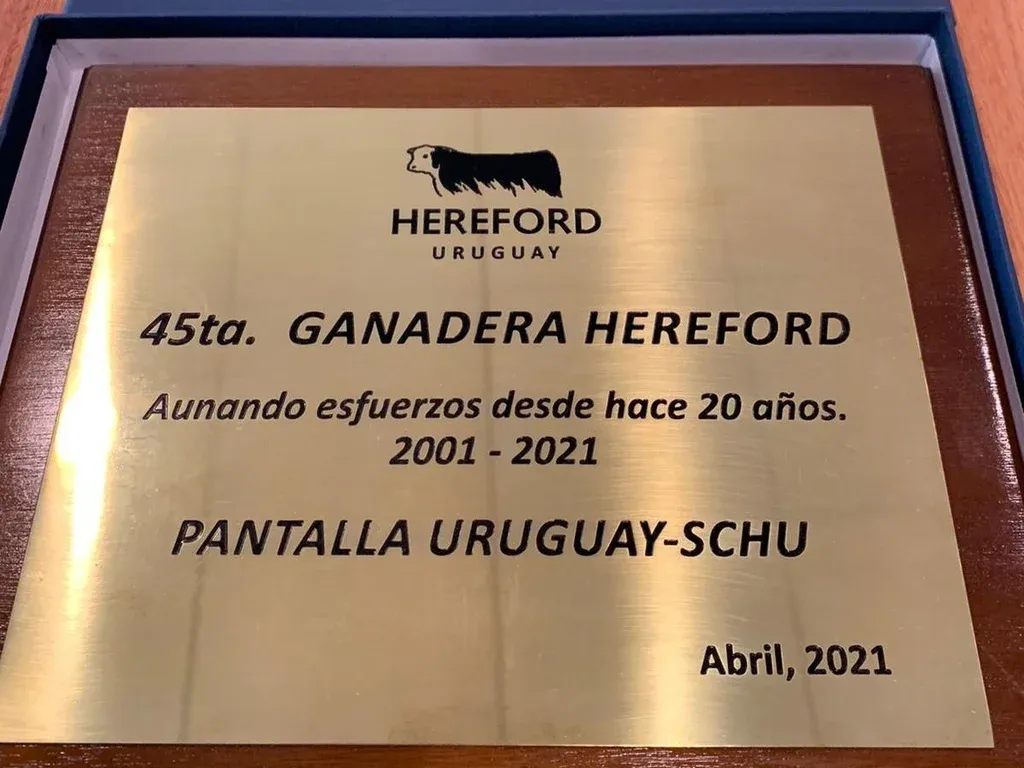 HEREFORD
URUGUAY
45ta. GANADERA HEREFORD
Aunando esfuerzos desde hace 20 años.
2001 - 2021
PANTALLA URUGUAY-SCHU
Abril, 2021